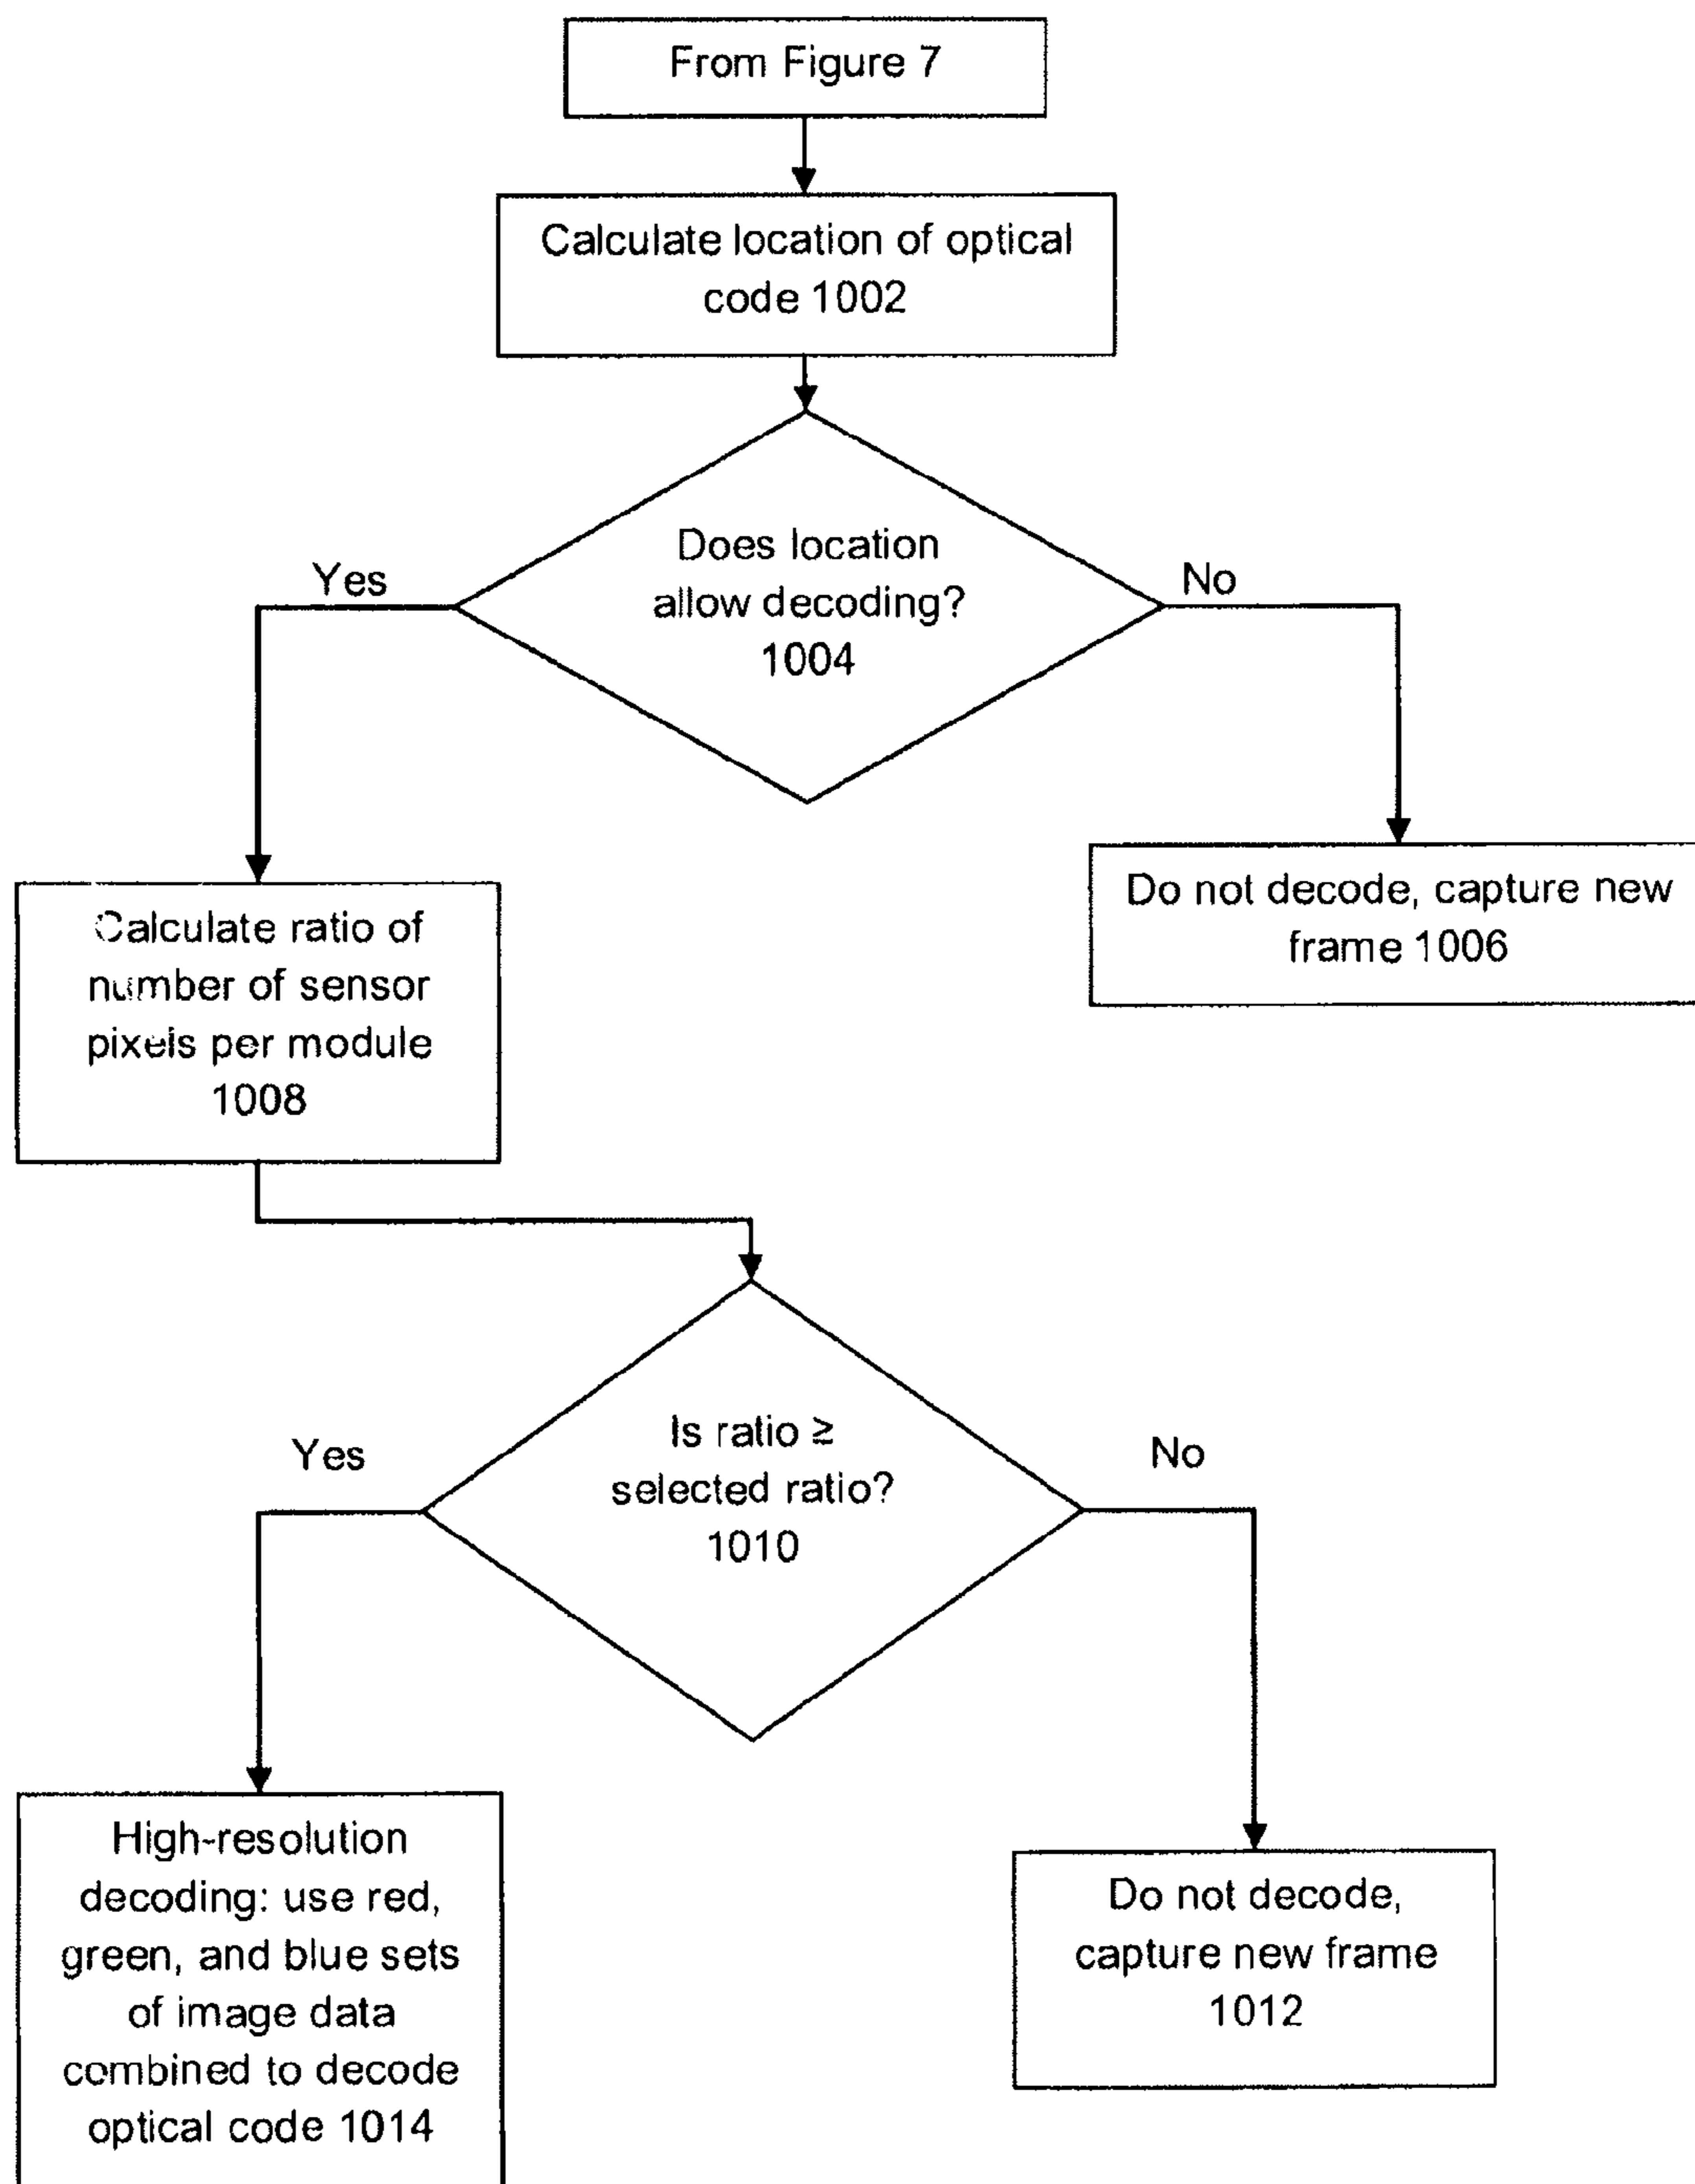 From Figure 7
Calculate location of optical
code 1002
Does location
allow decoding?
1004
Yes
No
Do not decode, capture new
frame 1006
Calculate ratio of
number of sensor
pixels per module
1008
Is ratio ≥
selected ratio?
1010
Yes
No
High-resolution
decoding: use red,
green, and blue sets
of image data
combined to decode
optical code 1014
Do not decode,
capture new frame
1012